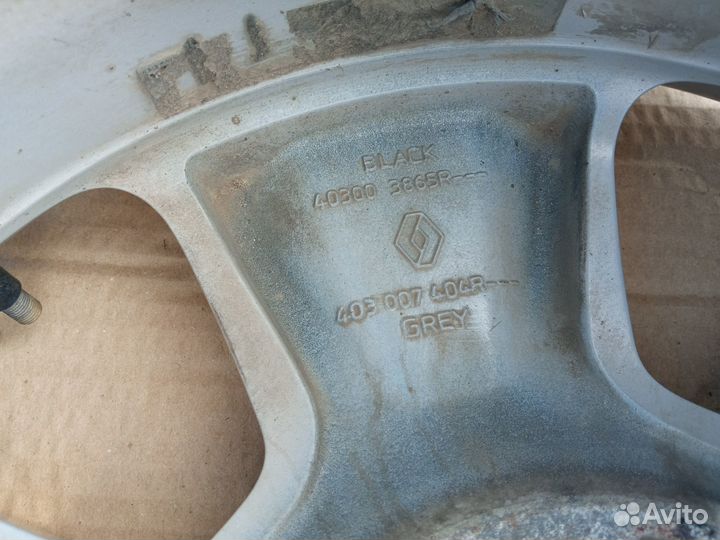 BLACK
40300 3865R---
403 007 404R---
GREY
Avito